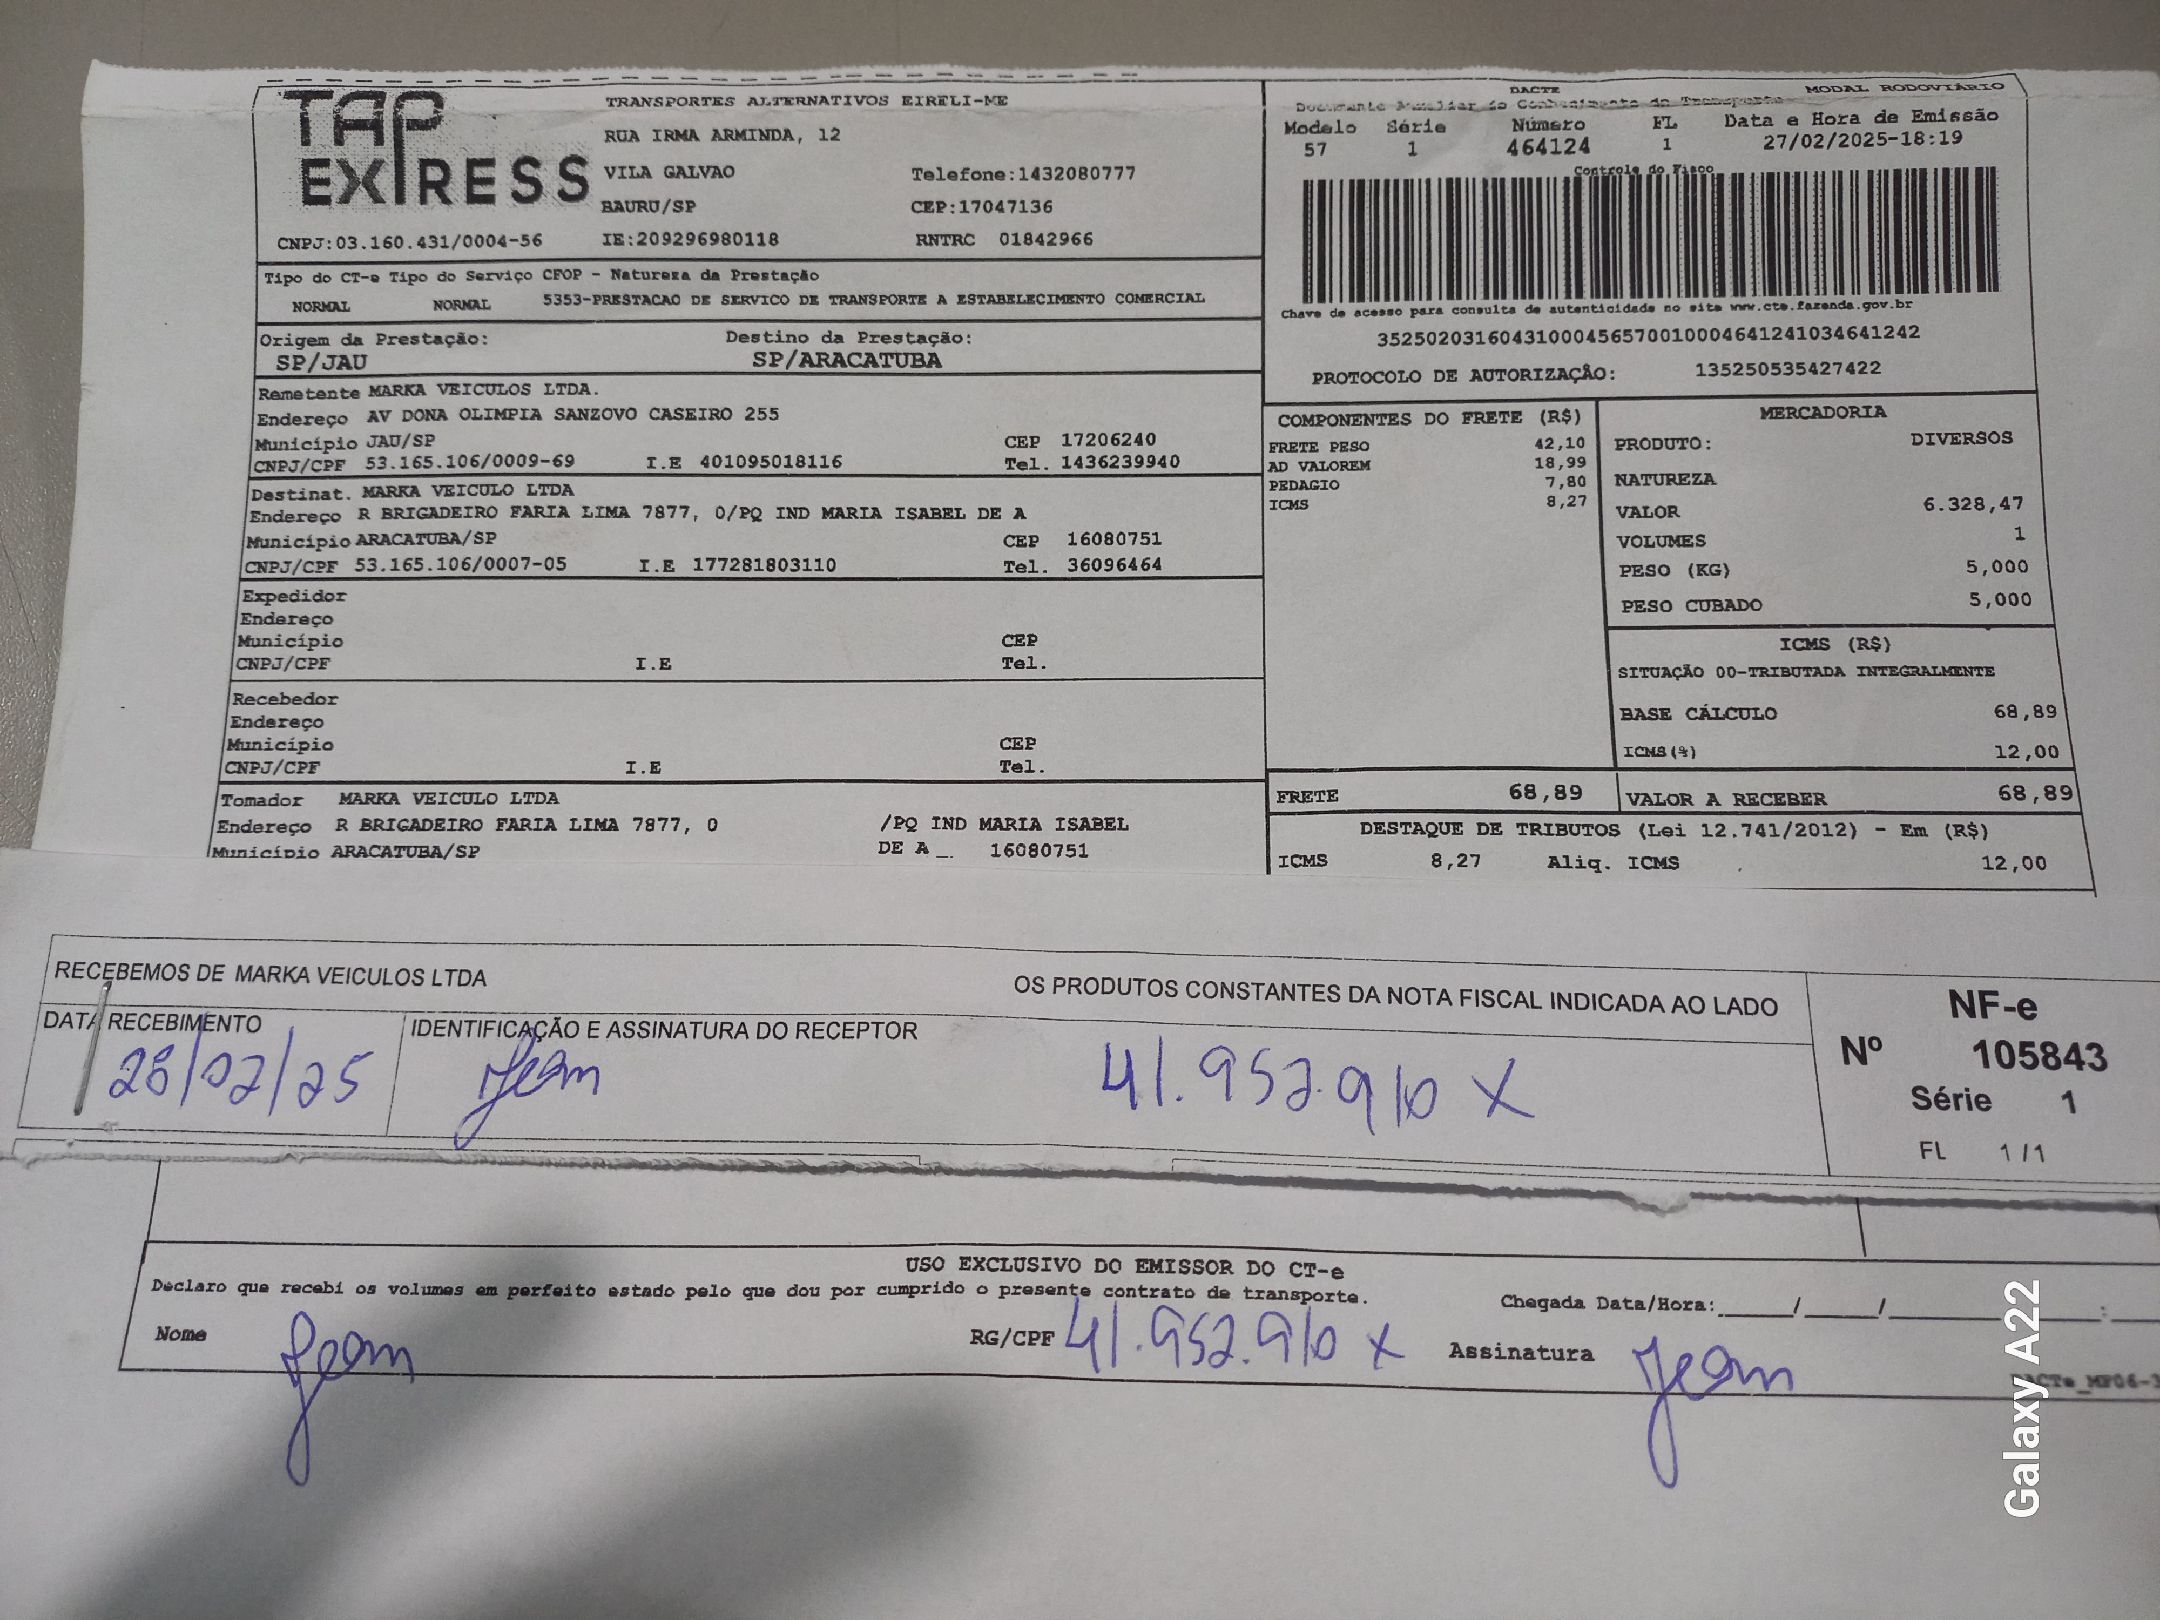 TAP EXPRESS
TRANSPORTES ALTERNATIVOS EIRELI-ME
RUA IRMA ARMINDA, 12
VILA GALVAO Telefone:1432080777
BAURU/SP CEP:17047136
CNPJ:03.160.431/0004-56 IE:209296980118 RNTRC 01842966
DACTE MODAL RODOVIÁRIO
Documento Auxiliar do Conhecimento de Transporte
Modelo Série Número FL Data e Hora de Emissão
57 1 464124 1 27/02/2025-18:19
Controle do Fisco
Chave de acesso para consulta de autenticidade no site www.cte.fazenda.gov.br
35250203160431000456570010004641241034641242
PROTOCOLO DE AUTORIZAÇÃO: 135250535427422
Tipo do CT-e Tipo do Serviço CFOP - Natureza da Prestação
NORMAL NORMAL 5353-PRESTACAO DE SERVICO DE TRANSPORTE A ESTABELECIMENTO COMERCIAL
Origem da Prestação: Destino da Prestação:
SP/JAU SP/ARACATUBA
Remetente MARKA VEICULOS LTDA.
Endereço AV DONA OLIMPIA SANZOVO CASEIRO 255
Município JAU/SP CEP 17206240
CNPJ/CPF 53.165.106/0009-69 I.E 401095018116 Tel. 1436239940
Destinat. MARKA VEICULO LTDA
Endereço R BRIGADEIRO FARIA LIMA 7877, 0/PQ IND MARIA ISABEL DE A
Município ARACATUBA/SP CEP 16080751
CNPJ/CPF 53.165.106/0007-05 I.E 177281803110 Tel. 36096464
Expedidor
Endereço
Município CEP
CNPJ/CPF I.E Tel.
Recebedor
Endereço
Município CEP
CNPJ/CPF I.E Tel.
Tomador MARKA VEICULO LTDA
Endereço R BRIGADEIRO FARIA LIMA 7877, 0 /PQ IND MARIA ISABEL
Município ARACATUBA/SP DE A _. 16080751
COMPONENTES DO FRETE (R$)
FRETE PESO 42,10
AD VALOREM 18,99
PEDAGIO 7,80
ICMS 8,27
MERCADORIA
PRODUTO: DIVERSOS
NATUREZA
VALOR 6.328,47
VOLUMES 1
PESO (KG) 5,000
PESO CUBADO 5,000
ICMS (R$)
SITUAÇÃO 00-TRIBUTADA INTEGRALMENTE
BASE CÁLCULO 68,89
ICMS(%) 12,00
FRETE 68,89 VALOR A RECEBER 68,89
DESTAQUE DE TRIBUTOS (Lei 12.741/2012) - Em (R$)
ICMS 8,27 Aliq. ICMS 12,00
RECEBEMOS DE MARKA VEICULOS LTDA OS PRODUTOS CONSTANTES DA NOTA FISCAL INDICADA AO LADO
DATA RECEBIMENTO IDENTIFICAÇÃO E ASSINATURA DO RECEPTOR
28/02/25 Jean 41.952.910 X
NF-e
Nº 105843
Série 1
FL 1 / 1
USO EXCLUSIVO DO EMISSOR DO CT-e
Declaro que recebi os volumes em perfeito estado pelo que dou por cumprido o presente contrato de transporte.
Chegada Data/Hora:_____/_____/_____ :
Nome Jean RG/CPF 41.952.910 X Assinatura Jean
Galaxy A22